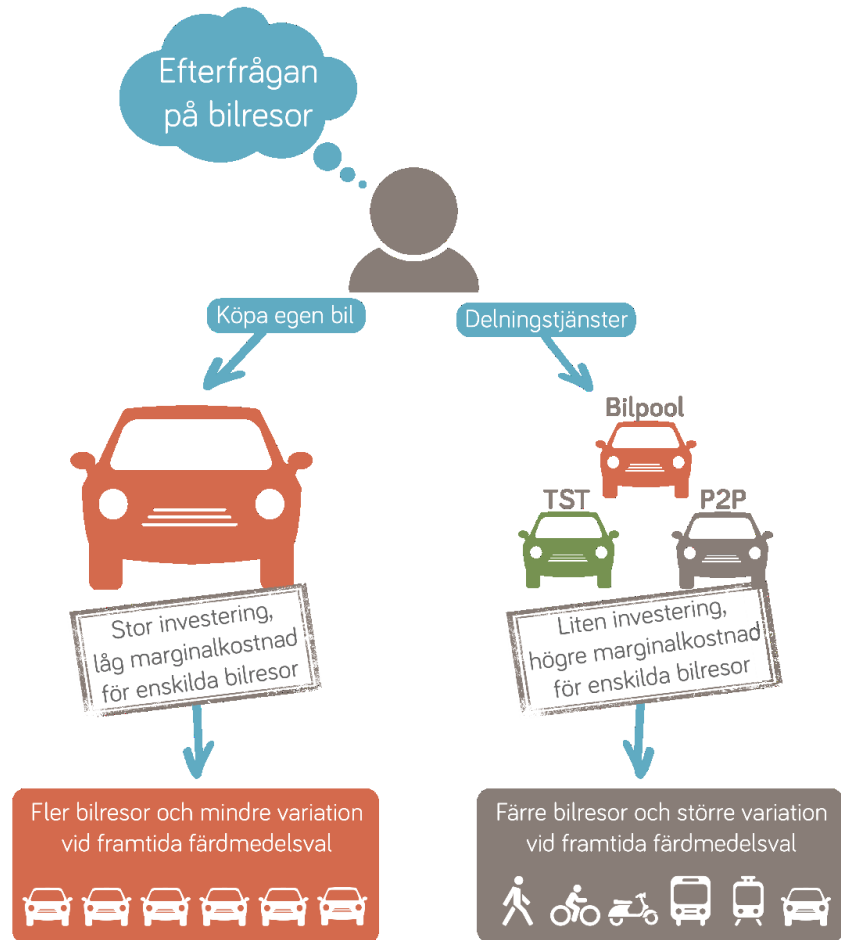 Efterfrågan
på bilresor
Köpa egen bil
Delningstjänster
Bilpool
TST
P2P
Stor investering,
låg marginalkostnad
för enskilda bilresor
Liten investering,
högre marginalkostnad
för enskilda bilresor
Fler bilresor och mindre variation
vid framtida färdmedelsval
Färre bilresor och större variation
vid framtida färdmedelsval